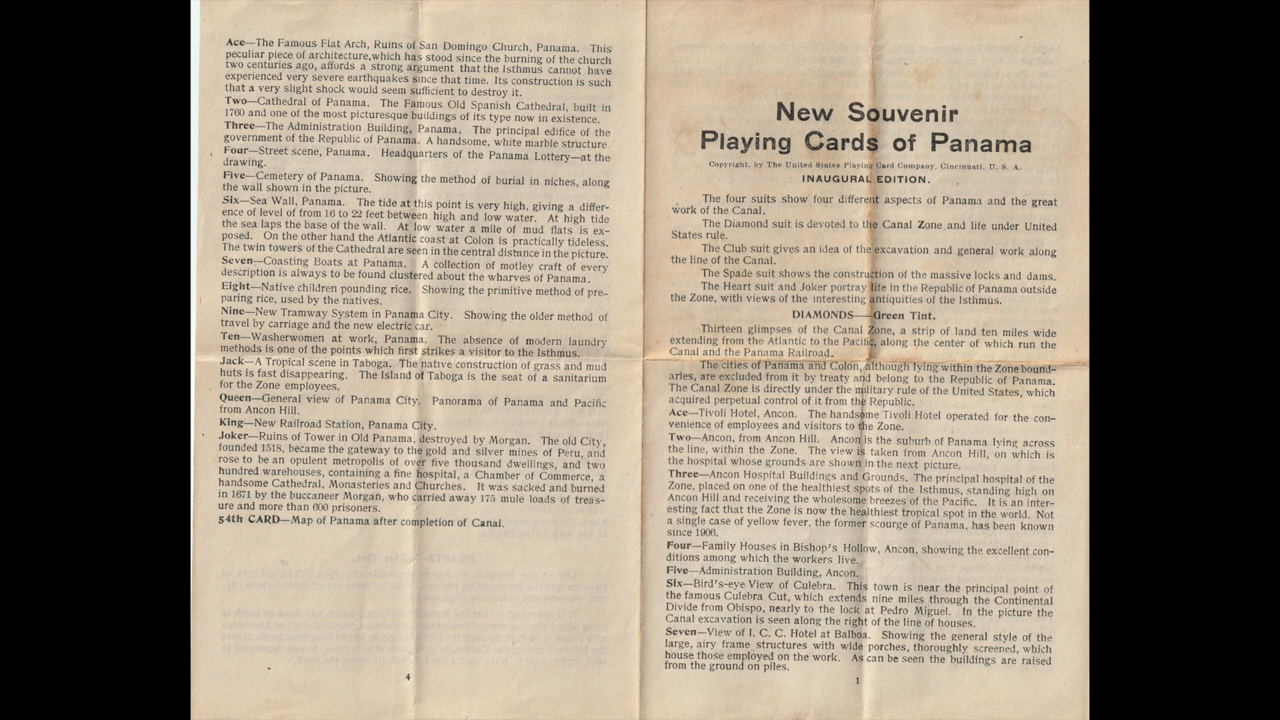 Ace—The Famous Flat Arch, Ruins of San Domingo Church, Panama. This
peculiar piece of architecture,which has stood since the burning of the church
two centuries ago, affords a strong argument that the Isthmus cannot have
experienced very severe earthquakes since that time. Its construction is such
that a very slight shock would seem sufficient to destroy it.
Two—Cathedral of Panama. The Famous Old Spanish Cathedral, built in
1760 and one of the most picturesque buildings of its type now in existence.
Three—The Administration Building, Panama. The principal edifice of the
government of the Republic of Panama. A handsome, white marble structure
Four—Street scene, Panama. Headquarters of the Panama Lottery—at the
drawing.
Five—Cemetery of Panama. Showing the method of burial in niches, along
the wall shown in the picture.
Six—Sea Wall, Panama. The tide at this point is very high, giving a differ-
ence of level of from 16 to 22 feet between high and low water. At high tide
the sea laps the base of the wall. At low water a mile of mud flats is ex-
posed. On the other hand the Atlantic coast at Colon is practically tideless.
The twin towers of the Cathedral are seen in the central distance in the picture.
Seven—Coasting Boats at Panama. A collection of motley craft of every
description is always to be found clustered about the wharves of Panama.
Eight—Native children pounding rice. Showing the primitive method of pre-
paring rice, used by the natives.
Nine—New Tramway System in Panama City. Showing the older method of
travel by carriage and the new electric car.
Ten—Washerwomen at work, Panama. The absence of modern laundry
methods is one of the points which first strikes a visitor to the Isthmus.
Jack—A Tropical scene in Taboga. The native construction of grass and mud
huts is fast disappearing. The Island of Taboga is the seat of a sanitarium
for the Zone employees.
Queen—General view of Panama City. Panorama of Panama and Pacific
from Ancon Hill.
King—New Railroad Station, Panama City.
Joker—Ruins of Tower in Old Panama, destroyed by Morgan. The old City,
founded 1518, became the gateway to the gold and silver mines of Peru, and
rose to be an opulent metropolis of over five thousand dwellings, and two
hundred warehouses, containing a fine hospital, a Chamber of Commerce, a
handsome Cathedral, Monasteries and Churches. It was sacked and burned
in 1671 by the buccaneer Morgan, who carried away 175 mule loads of treas-
ure and more than 600 prisoners.
54th CARD—Map of Panama after completion of Canal.
4
New Souvenir
Playing Cards of Panama
Copyright, by The United States Playing Card Company, Cincinnati, U. S. A.
INAUGURAL EDITION.
The four suits show four different aspects of Panama and the great
work of the Canal.
The Diamond suit is devoted to the Canal Zone and life under United
States rule.
The Club suit gives an idea of the excavation and general work along
the line of the Canal.
The Spade suit shows the construction of the massive locks and dams.
The Heart suit and Joker portray life in the Republic of Panama outside
the Zone, with views of the interesting antiquities of the Isthmus.
DIAMONDS—Green Tint.
Thirteen glimpses of the Canal Zone, a strip of land ten miles wide
extending from the Atlantic to the Pacific, along the center of which run the
Canal and the Panama Railroad.
The cities of Panama and Colon, although lying within the Zone bound-
aries, are excluded from it by treaty and belong to the Republic of Panama.
The Canal Zone is directly under the military rule of the United States, which
acquired perpetual control of it from the Republic.
Ace—Tivoli Hotel, Ancon. The handsome Tivoli Hotel operated for the con-
venience of employees and visitors to the Zone.
Two—Ancon, from Ancon Hill. Ancon is the suburb of Panama lying across
the line, within the Zone. The view is taken from Ancon Hill, on which is
the hospital whose grounds are shown in the next picture.
Three—Ancon Hospital Buildings and Grounds. The principal hospital of the
Zone, placed on one of the healthiest spots of the Isthmus, standing high on
Ancon Hill and receiving the wholesome breezes of the Pacific. It is an inter-
esting fact that the Zone is now the healthiest tropical spot in the world. Not
a single case of yellow fever, the former scourge of Panama, has been known
since 1906.
Four—Family Houses in Bishop's Hollow, Ancon, showing the excellent con-
ditions among which the workers live.
Five—Administration Building, Ancon.
Six—Bird's-eye View of Culebra. This town is near the principal point of
the famous Culebra Cut, which extends nine miles through the Continental
Divide from Obispo, nearly to the lock at Pedro Miguel. In the picture the
Canal excavation is seen along the right of the line of houses.
Seven—View of I. C. C. Hotel at Balboa. Showing the general style of the
large, airy frame structures with wide porches, thoroughly screened, which
house those employed on the work. As can be seen the buildings are raised
from the ground on piles.
1